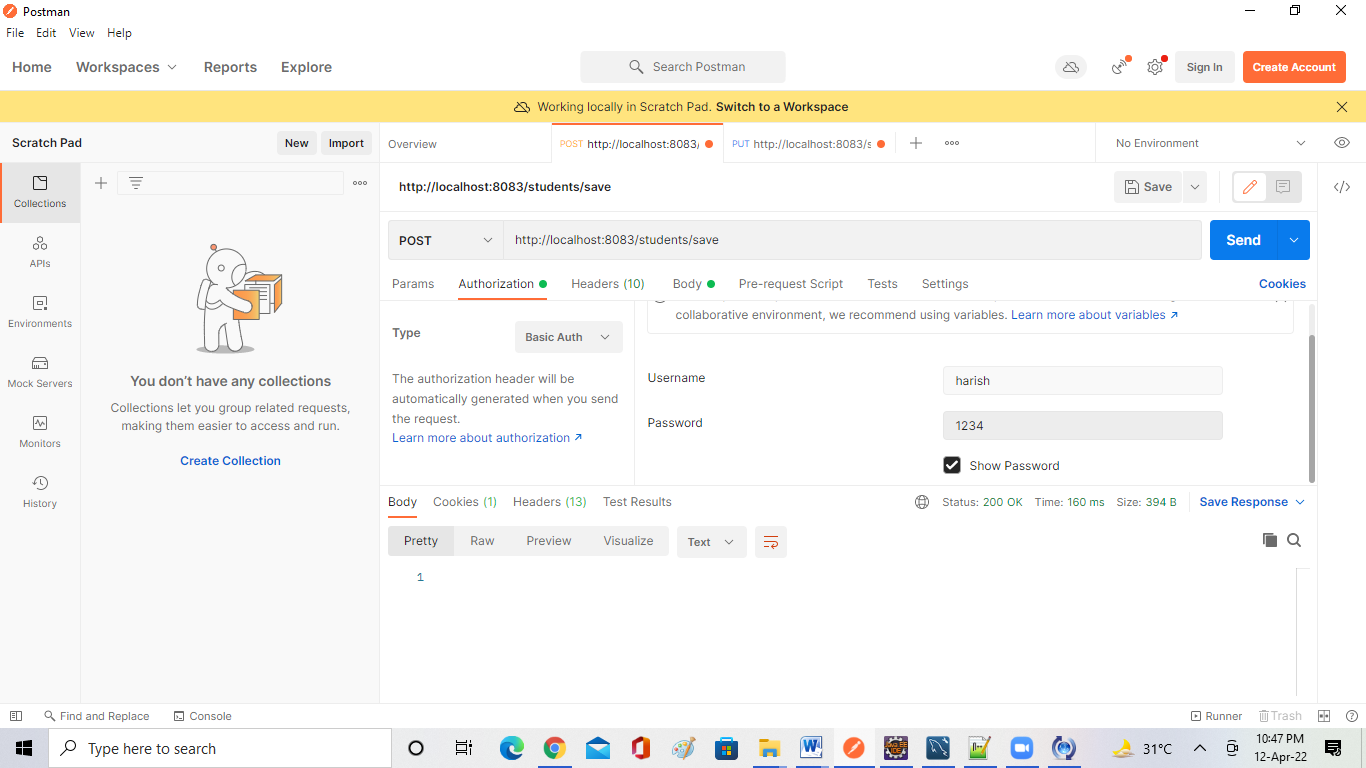 Postman
File Edit View Help
Home Workspaces Reports Explore Search Postman Sign In Create Account
Working locally in Scratch Pad. Switch to a Workspace
Scratch Pad New Import Overview POST http://localhost:8083/ PUT http://localhost:8083/s No Environment
Collections
APIs
Environments
Mock Servers
Monitors
History
You don't have any collections
Collections let you group related requests,
making them easier to access and run.
Create Collection
http://localhost:8083/students/save Save
POST http://localhost:8083/students/save Send
Params Authorization Headers (10) Body Pre-request Script Tests Settings Cookies
Type Basic Auth
The authorization header will be
automatically generated when you send
the request.
Learn more about authorization
collaborative environment, we recommend using variables. Learn more about variables
Username harish
Password 1234
Show Password
Body Cookies (1) Headers (13) Test Results Status: 200 OK Time: 160 ms Size: 394 B Save Response
Pretty Raw Preview Visualize Text
1
Find and Replace Console Runner Trash
Type here to search 31°C 10:47 PM
12-Apr-22